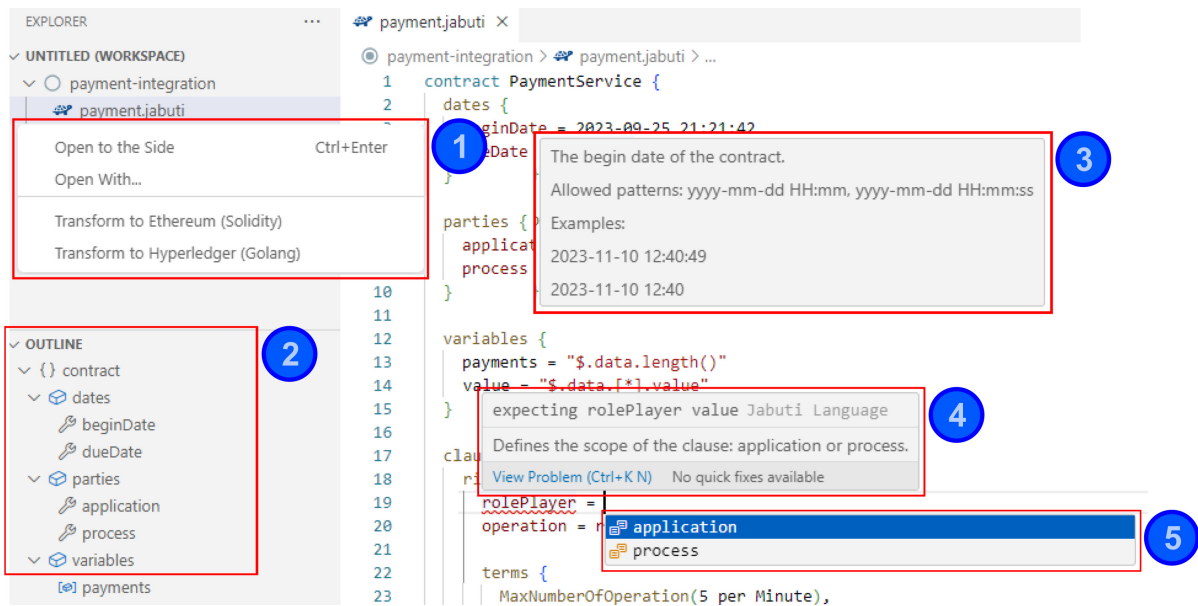 EXPLORER ...
UNTITLED (WORKSPACE)
payment-integration
payment.jabuti
Open to the Side Ctrl+Enter
Open With...
Transform to Ethereum (Solidity)
Transform to Hyperledger (Golang)
1
OUTLINE
{} contract
dates
beginDate
dueDate
parties
application
process
variables
payments
2
payment.jabuti ×
payment-integration > payment.jabuti > ...
1 contract PaymentService {
2 dates {
= 2023-09-25 21:21:42
}
The begin date of the contract.
Allowed patterns: yyyy-mm-dd HH:mm, yyyy-mm-dd HH:mm:ss
Examples:
2023-11-10 12:40:49
2023-11-10 12:40
3
parties {
process
10 }
11
12 variables {
13 payments = "$.data.length()"
14 value = "$.data.[*].value"
15 }
16
expecting rolePlayer value Jabuti Language
Defines the scope of the clause: application or process.
View Problem (Ctrl+K N) No quick fixes available
4
17
18
19 rolePlayer =
20 operation =
application
process
5
21
22 terms {
23 MaxNumberOfOperation(5 per Minute),